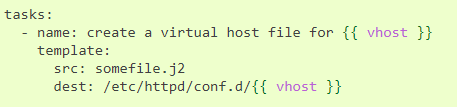 tasks:
  - name: create a virtual host file for {{ vhost }}
    template:
      src: somefile.j2
      dest: /etc/httpd/conf.d/{{ vhost }}